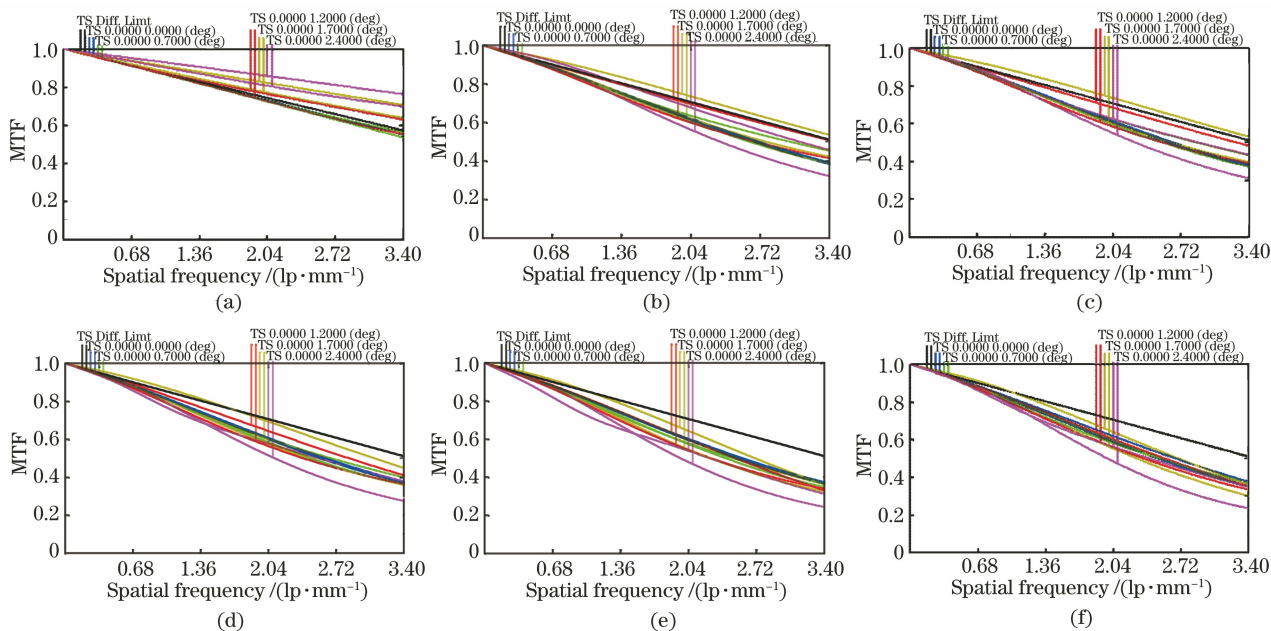 TS Diff. Limt
TS 0.0000 0.0000 (deg)
TS 0.0000 0.7000 (deg)
TS 0.0000 1.2000 (deg)
TS 0.0000 1.7000 (deg)
TS 0.0000 2.4000 (deg)
1.0
0.8
0.6
0.4
0.2
0
MTF
0.68 1.36 2.04 2.72 3.40
Spatial frequency /(lp·mm⁻¹)
(a)
TS Diff. Limt
TS 0.0000 0.0000 (deg)
TS 0.0000 0.7000 (deg)
TS 0.0000 1.2000 (deg)
TS 0.0000 1.7000 (deg)
TS 0.0000 2.4000 (deg)
1.0
0.8
0.6
0.4
0.2
0
MTF
0.68 1.36 2.04 2.72 3.40
Spatial frequency /(lp·mm⁻¹)
(b)
TS Diff. Limt
TS 0.0000 0.0000 (deg)
TS 0.0000 0.7000 (deg)
TS 0.0000 1.2000 (deg)
TS 0.0000 1.7000 (deg)
TS 0.0000 2.4000 (deg)
1.0
0.8
0.6
0.4
0.2
0
MTF
0.68 1.36 2.04 2.72 3.40
Spatial frequency /(lp·mm⁻¹)
(c)
TS Diff. Limt
TS 0.0000 0.0000 (deg)
TS 0.0000 0.7000 (deg)
TS 0.0000 1.2000 (deg)
TS 0.0000 1.7000 (deg)
TS 0.0000 2.4000 (deg)
1.0
0.8
0.6
0.4
0.2
0
MTF
0.68 1.36 2.04 2.72 3.40
Spatial frequency /(lp·mm⁻¹)
(d)
TS Diff. Limt
TS 0.0000 0.0000 (deg)
TS 0.0000 0.7000 (deg)
TS 0.0000 1.2000 (deg)
TS 0.0000 1.7000 (deg)
TS 0.0000 2.4000 (deg)
1.0
0.8
0.6
0.4
0.2
0
MTF
0.68 1.36 2.04 2.72 3.40
Spatial frequency /(lp·mm⁻¹)
(e)
TS Diff. Limt
TS 0.0000 0.0000 (deg)
TS 0.0000 0.7000 (deg)
TS 0.0000 1.2000 (deg)
TS 0.0000 1.7000 (deg)
TS 0.0000 2.4000 (deg)
1.0
0.8
0.6
0.4
0.2
0
MTF
0.68 1.36 2.04 2.72 3.40
Spatial frequency /(lp·mm⁻¹)
(f)